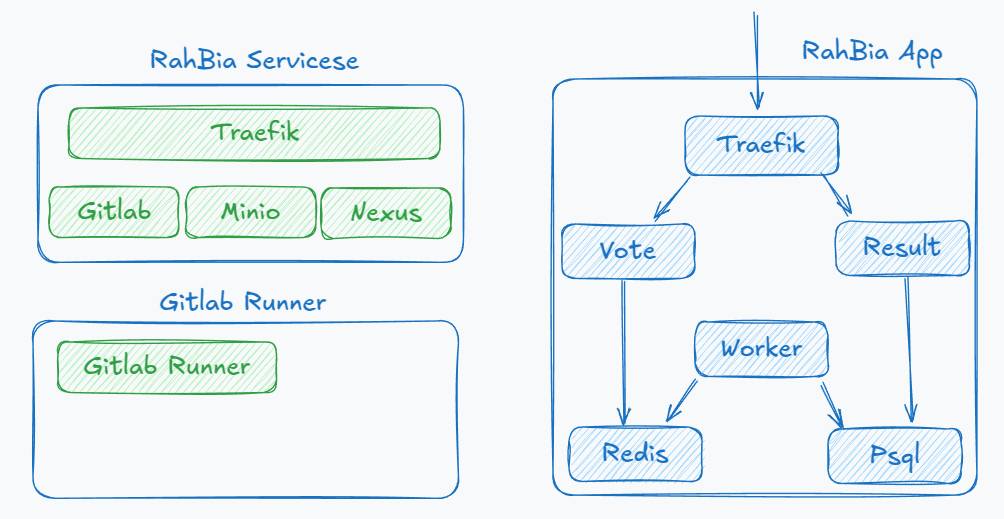 RahBia Servicese
Traefik
Gitlab
Minio
Nexus
Gitlab Runner
Gitlab Runner
RahBia App
Traefik
Vote
Result
Worker
Redis
Psql